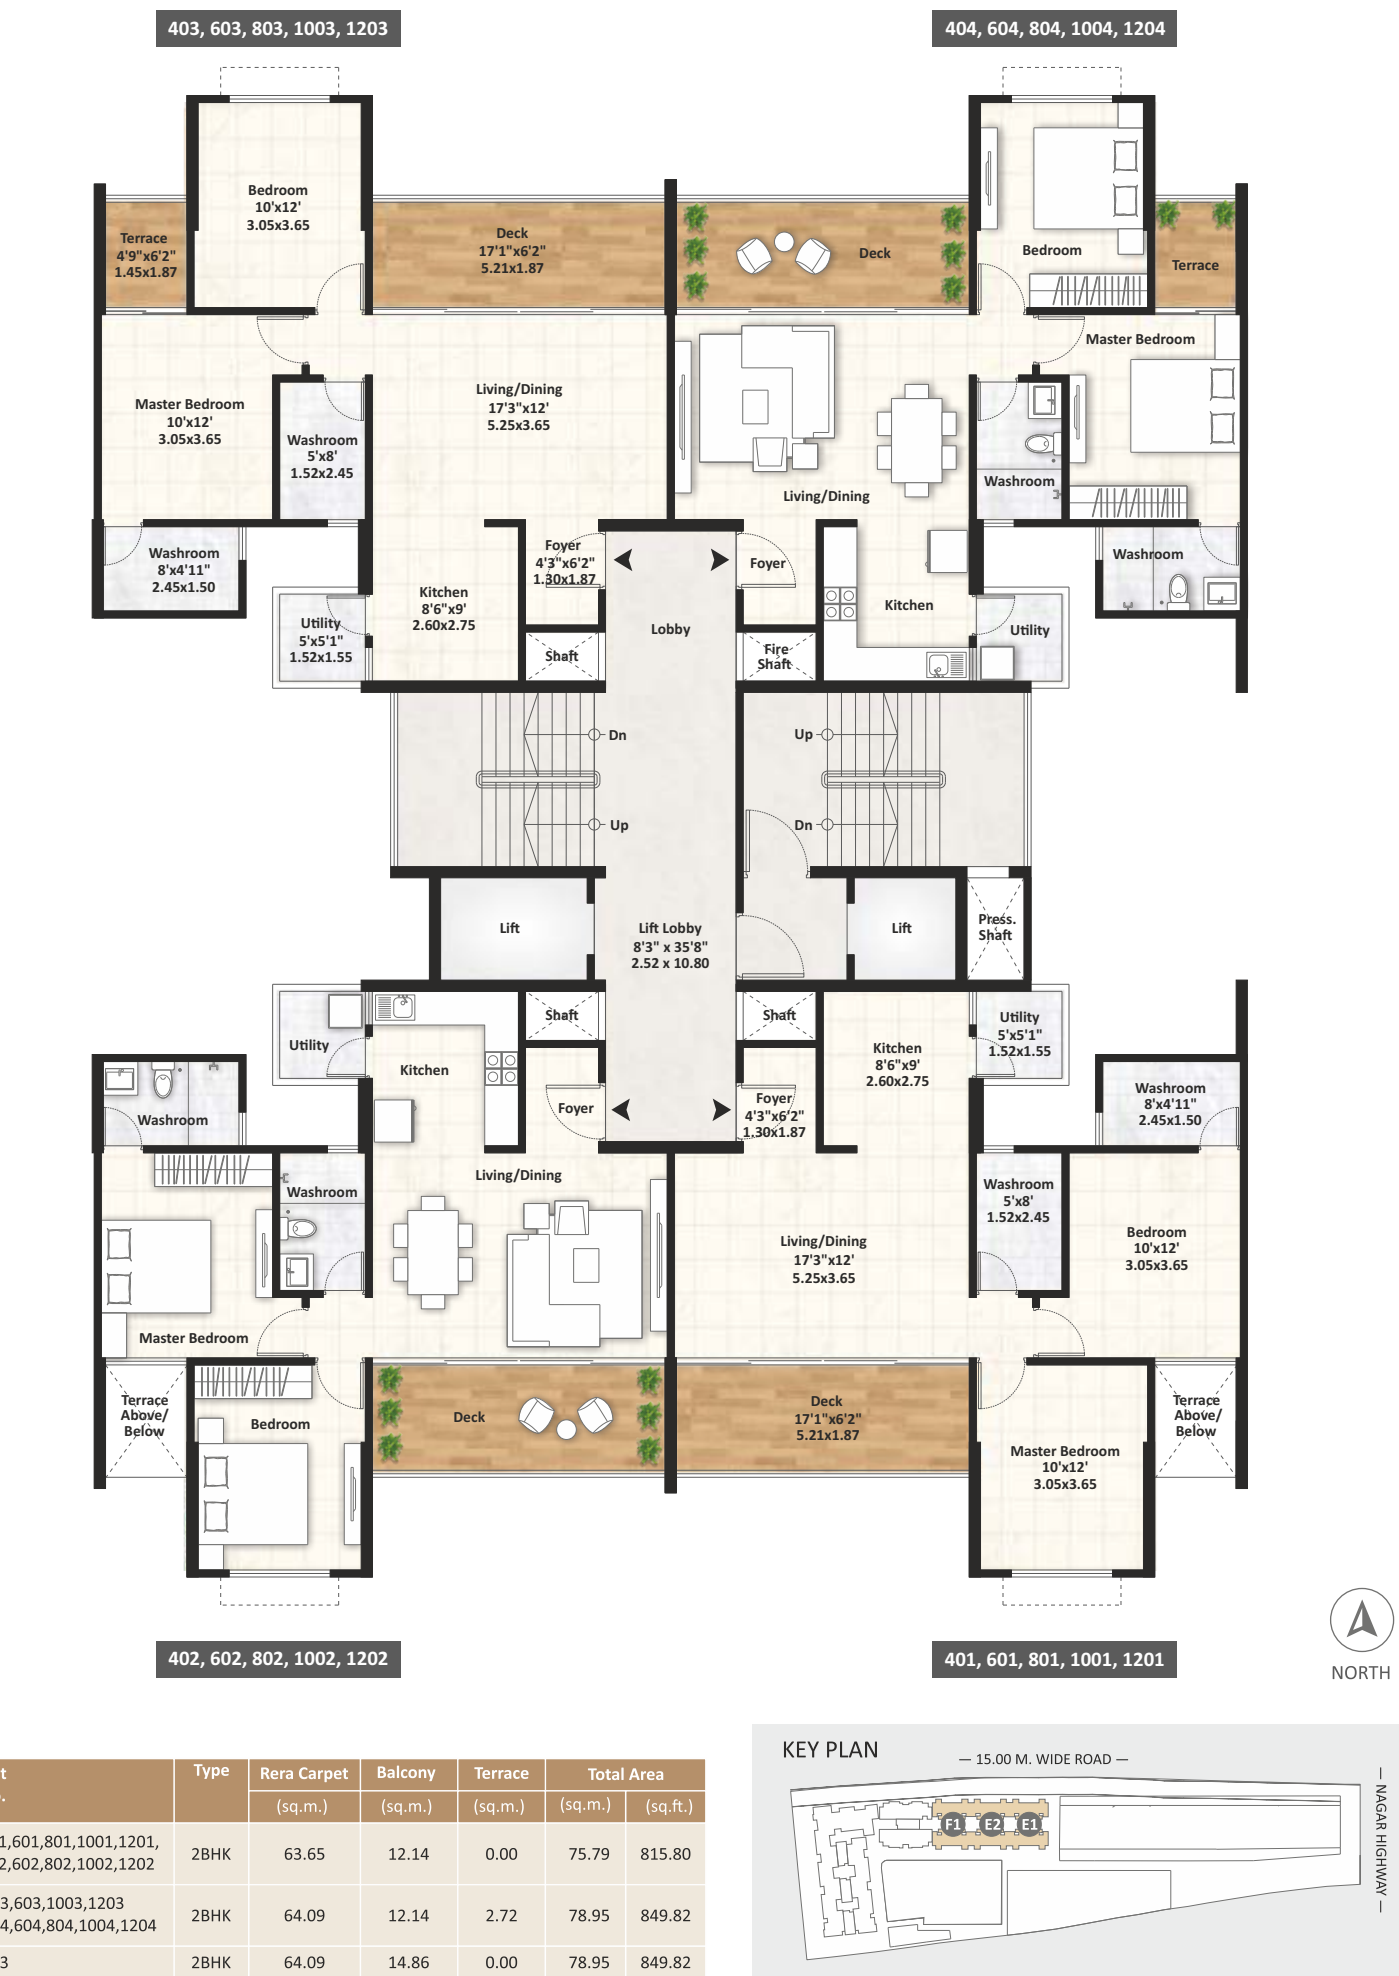 403, 603, 803, 1003, 1203
404, 604, 804, 1004, 1204
Bedroom
10'x12'
3.05x3.65
Terrace
4'9"x6'2"
1.45x1.87
Deck
17'1"x6'2"
5.21x1.87
Deck
Bedroom
Terrace
Master Bedroom
10'x12'
3.05x3.65
Washroom
5'x8'
1.52x2.45
Living/Dining
17'3"x12'
5.25x3.65
Living/Dining
Master Bedroom
Washroom
Washroom
8'x4'11"
2.45x1.50
Utility
5'x5'1"
1.52x1.55
Kitchen
8'6"x9'
2.60x2.75
Foyer
4'3"x6'2"
1.30x1.87
Shaft
Lobby
Foyer
Fire
Shaft
Kitchen
Utility
Washroom
Dn
Up
Up
Dn
Lift
Lift Lobby
8'3" x 35'8"
2.52 x 10.80
Lift
Press.
Shaft
Utility
Kitchen
Shaft
Foyer
Shaft
Foyer
4'3"x6'2"
1.30x1.87
Kitchen
8'6"x9'
2.60x2.75
Utility
5'x5'1"
1.52x1.55
Washroom
8'x4'11"
2.45x1.50
Washroom
Washroom
Living/Dining
Living/Dining
17'3"x12'
5.25x3.65
Washroom
5'x8'
1.52x2.45
Bedroom
10'x12'
3.05x3.65
Master Bedroom
Terrace
Above/
Below
Bedroom
Deck
Deck
17'1"x6'2"
5.21x1.87
Master Bedroom
10'x12'
3.05x3.65
Terrace
Above/
Below
402, 602, 802, 1002, 1202
401, 601, 801, 1001, 1201
NORTH
t Type Rera Carpet Balcony Terrace Total Area
. (sq.m.) (sq.m.) (sq.m.) (sq.m.) (sq.ft.)
1,601,801,1001,1201,
2,602,802,1002,1202 2BHK 63.65 12.14 0.00 75.79 815.80
3,603,1003,1203
4,604,804,1004,1204 2BHK 64.09 12.14 2.72 78.95 849.82
3 2BHK 64.09 14.86 0.00 78.95 849.82
KEY PLAN
— 15.00 M. WIDE ROAD —
— NAGAR HIGHWAY —
F1 E2 E1